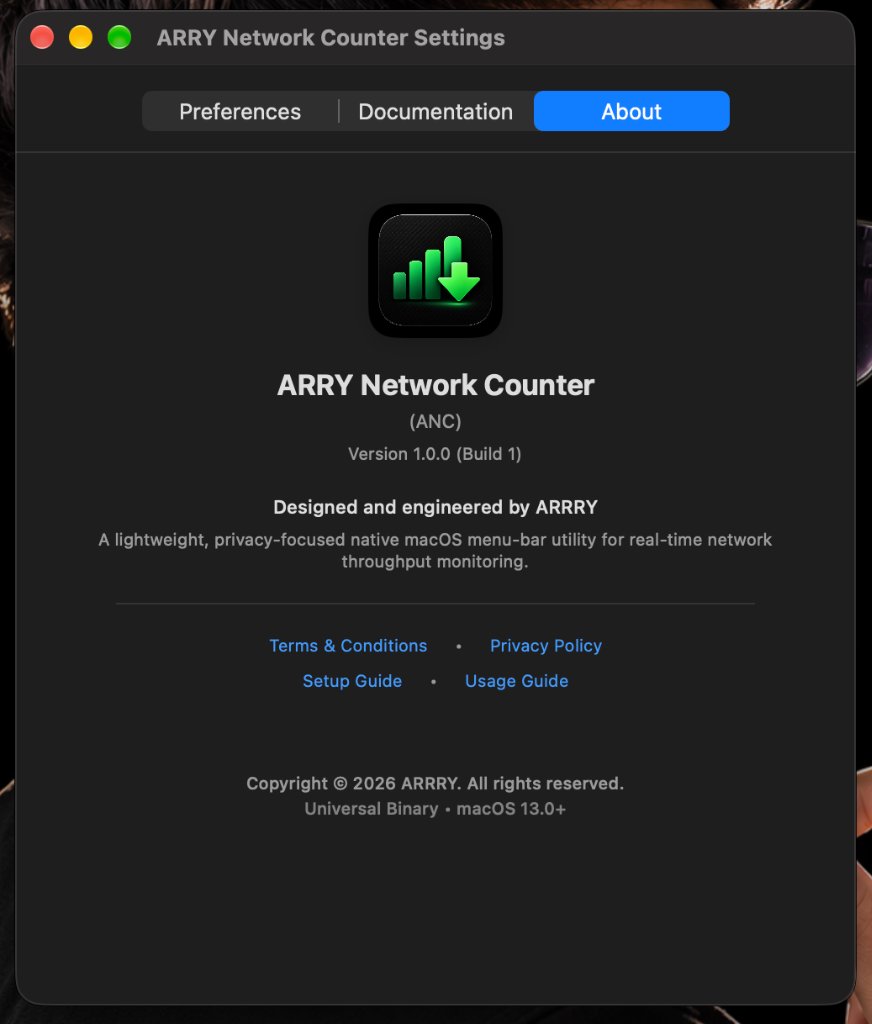 ARRY Network Counter Settings
Preferences Documentation About
ARRY Network Counter
(ANC)
Version 1.0.0 (Build 1)
Designed and engineered by ARRRY
A lightweight, privacy-focused native macOS menu-bar utility for real-time network
throughput monitoring.
Terms & Conditions • Privacy Policy
Setup Guide • Usage Guide
Copyright © 2026 ARRRY. All rights reserved.
Universal Binary • macOS 13.0+